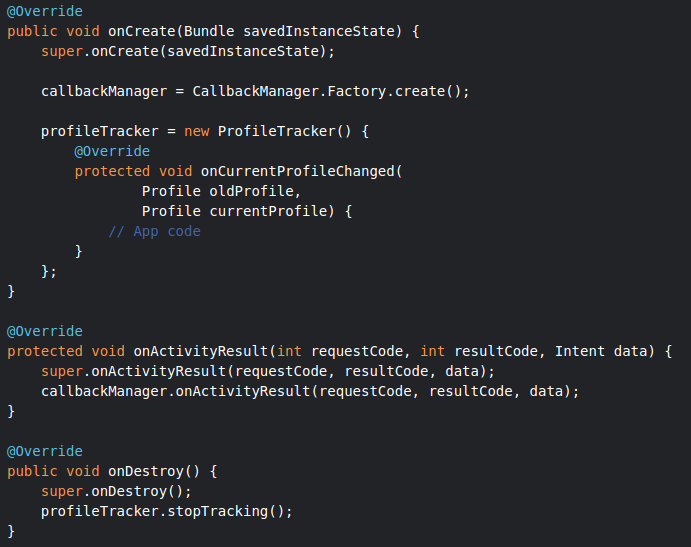 @Override
public void onCreate(Bundle savedInstanceState) {
    super.onCreate(savedInstanceState);

    callbackManager = CallbackManager.Factory.create();

    profileTracker = new ProfileTracker() {
        @Override
        protected void onCurrentProfileChanged(
                Profile oldProfile,
                Profile currentProfile) {
            // App code
        }
    };
}

@Override
protected void onActivityResult(int requestCode, int resultCode, Intent data) {
    super.onActivityResult(requestCode, resultCode, data);
    callbackManager.onActivityResult(requestCode, resultCode, data);
}

@Override
public void onDestroy() {
    super.onDestroy();
    profileTracker.stopTracking();
}